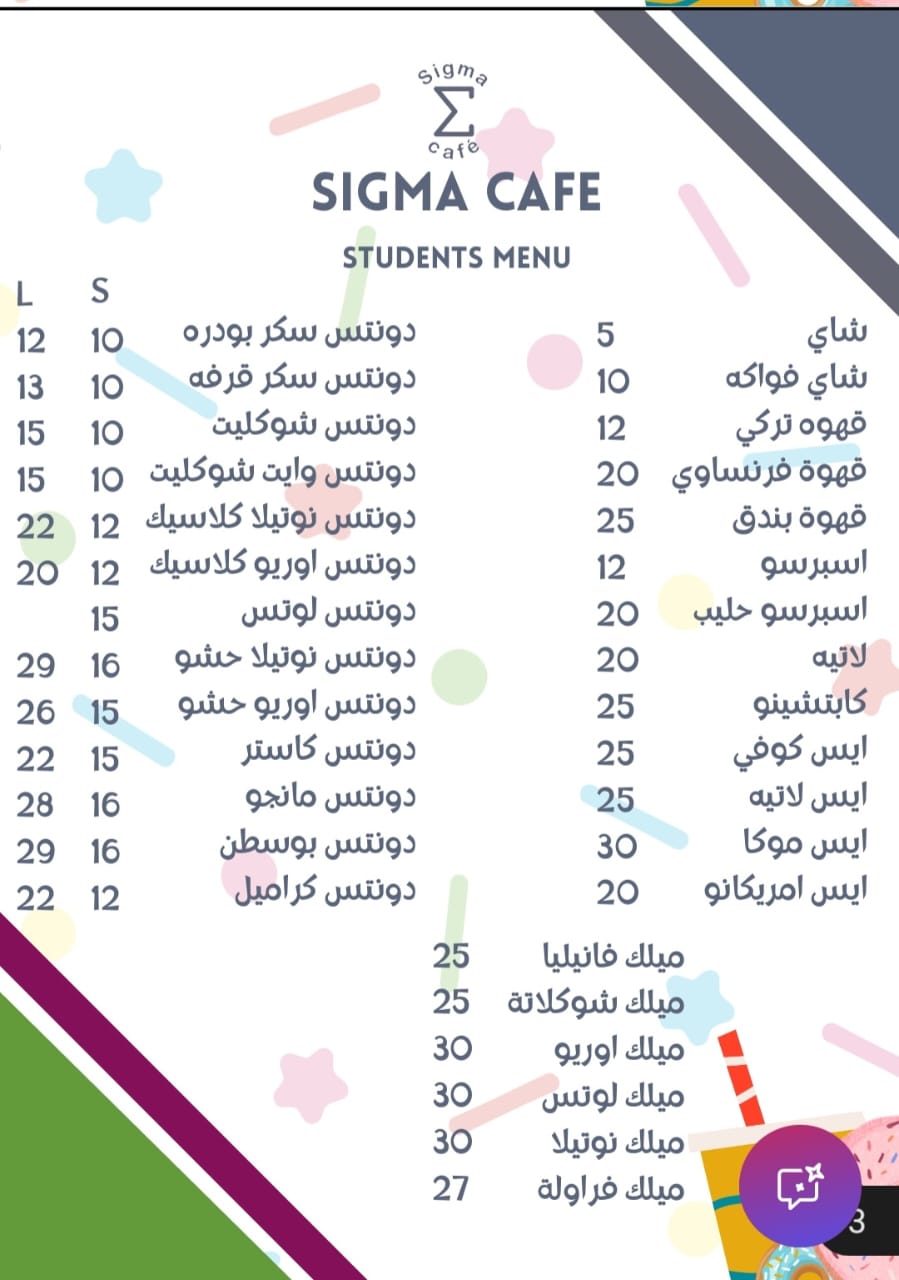 Sigma
Σ
café
SIGMA CAFE
STUDENTS MENU
شاي 5
شاي فواكه 10
قهوه تركي 12
قهوة فرنساوي 20
قهوة بندق 25
اسبرسو 12
اسبرسو حليب 20
لاتيه 20
كابتشينو 25
ايس كوفي 25
ايس لاتيه 25
ايس موكا 30
ايس امريكانو 20
L S
دونتس سكر بودره 10 12
دونتس سكر قرفه 10 13
دونتس شوكليت 10 15
دونتس وايت شوكليت 10 15
دونتس نوتيلا كلاسيك 12 22
دونتس اوريو كلاسيك 12 20
دونتس لوتس 15
دونتس نوتيلا حشو 16 29
دونتس اوريو حشو 15 26
دونتس كاستر 15 22
دونتس مانجو 16 28
دونتس بوسطن 16 29
دونتس كراميل 12 22
ميلك فانيليا 25
ميلك شوكلاتة 25
ميلك اوريو 30
ميلك لوتس 30
ميلك نوتيلا 30
ميلك فراولة 27
3